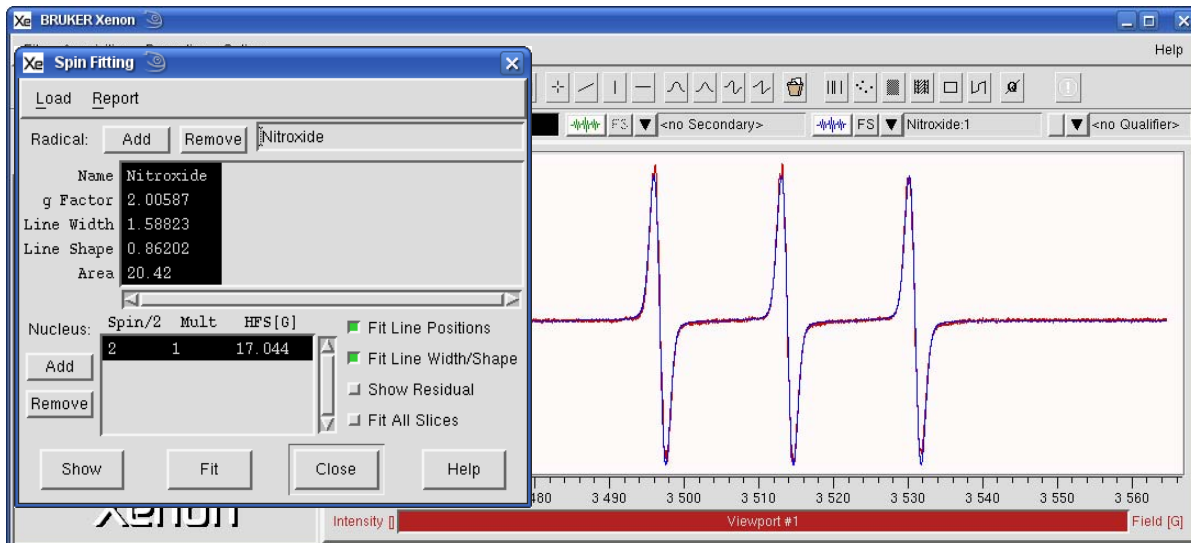 Xe BRUKER Xenon
Help
Xe Spin Fitting
Load Report
Radical: Add Remove Nitroxide
Name Nitroxide
g Factor 2.00587
Line Width 1.58823
Line Shape 0.86202
Area 20.42
Nucleus: Spin/2 Mult HFS[G]
2 1 17.044
Add
Remove
Fit Line Positions
Fit Line Width/Shape
Show Residual
Fit All Slices
Show Fit Close Help
FS <no Secondary> FS Nitroxide:1 <no Qualifier>
480 3 490 3 500 3 510 3 520 3 530 3 540 3 550 3 560
Xenon
Intensity [] Viewport #1 Field [G]